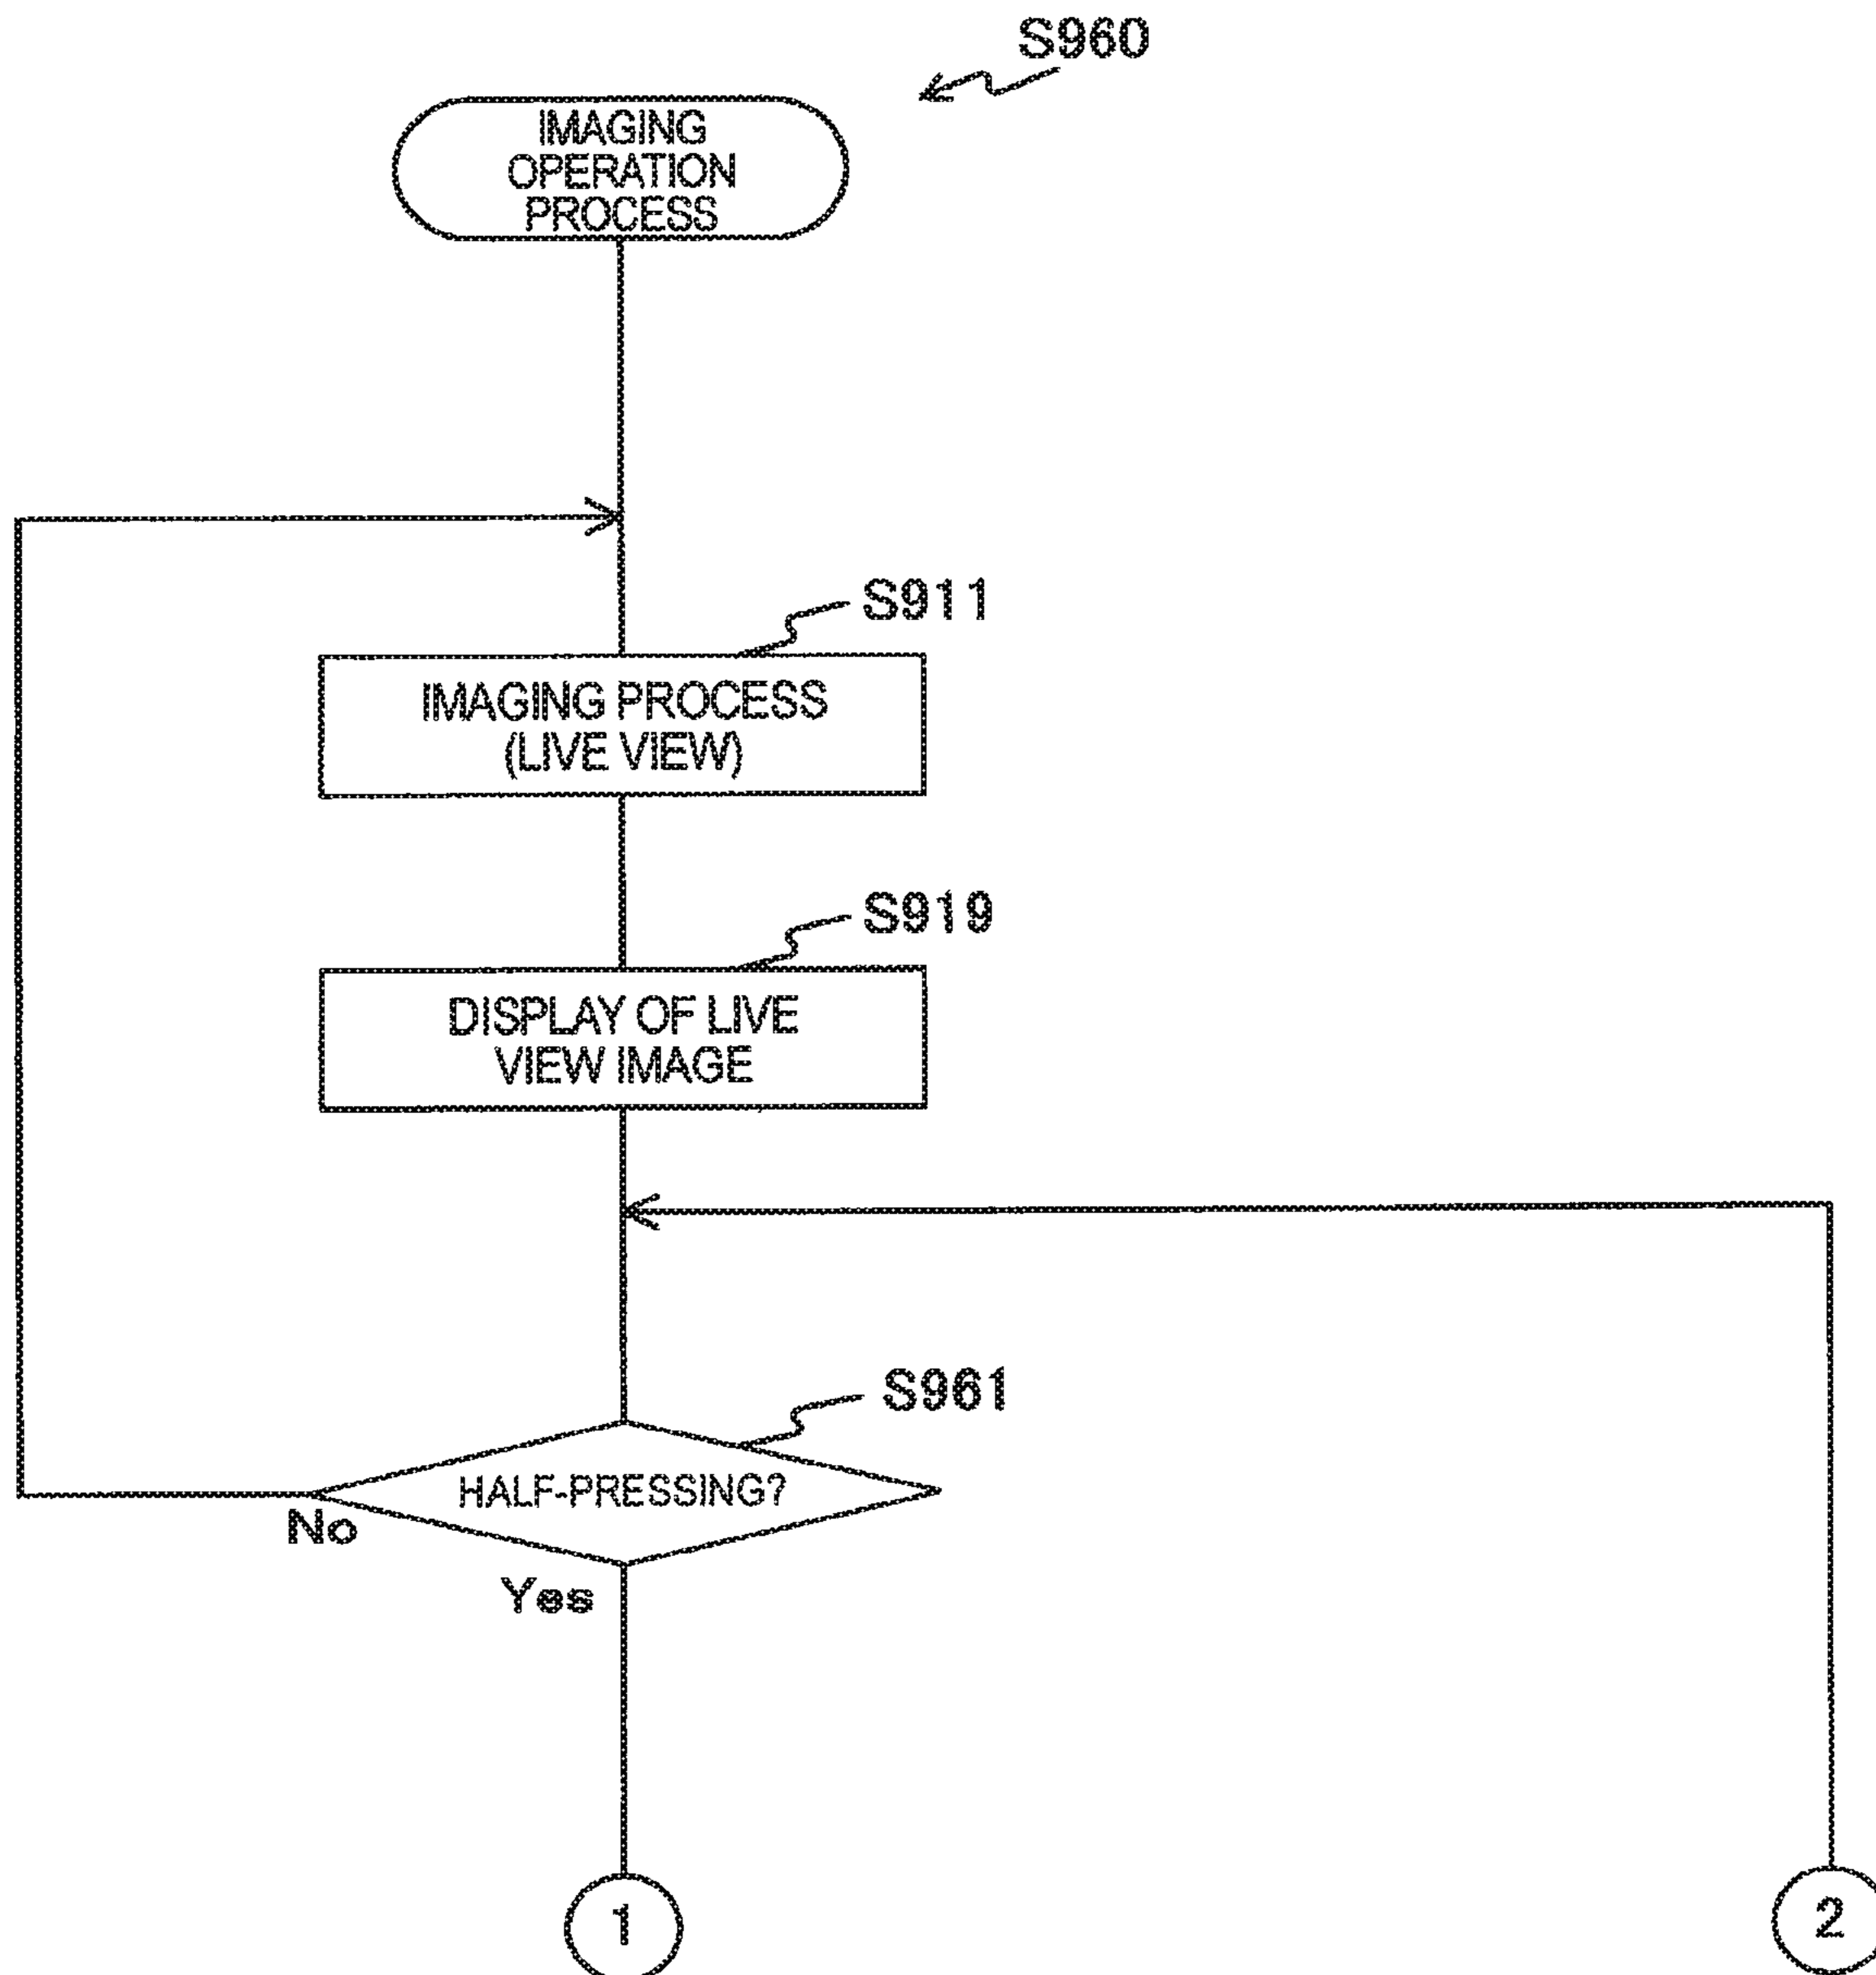 S960
IMAGING
OPERATION
PROCESS
S911
IMAGING PROCESS
(LIVE VIEW)
S919
DISPLAY OF LIVE
VIEW IMAGE
S961
HALF-PRESSING?
No
Yes
1
2